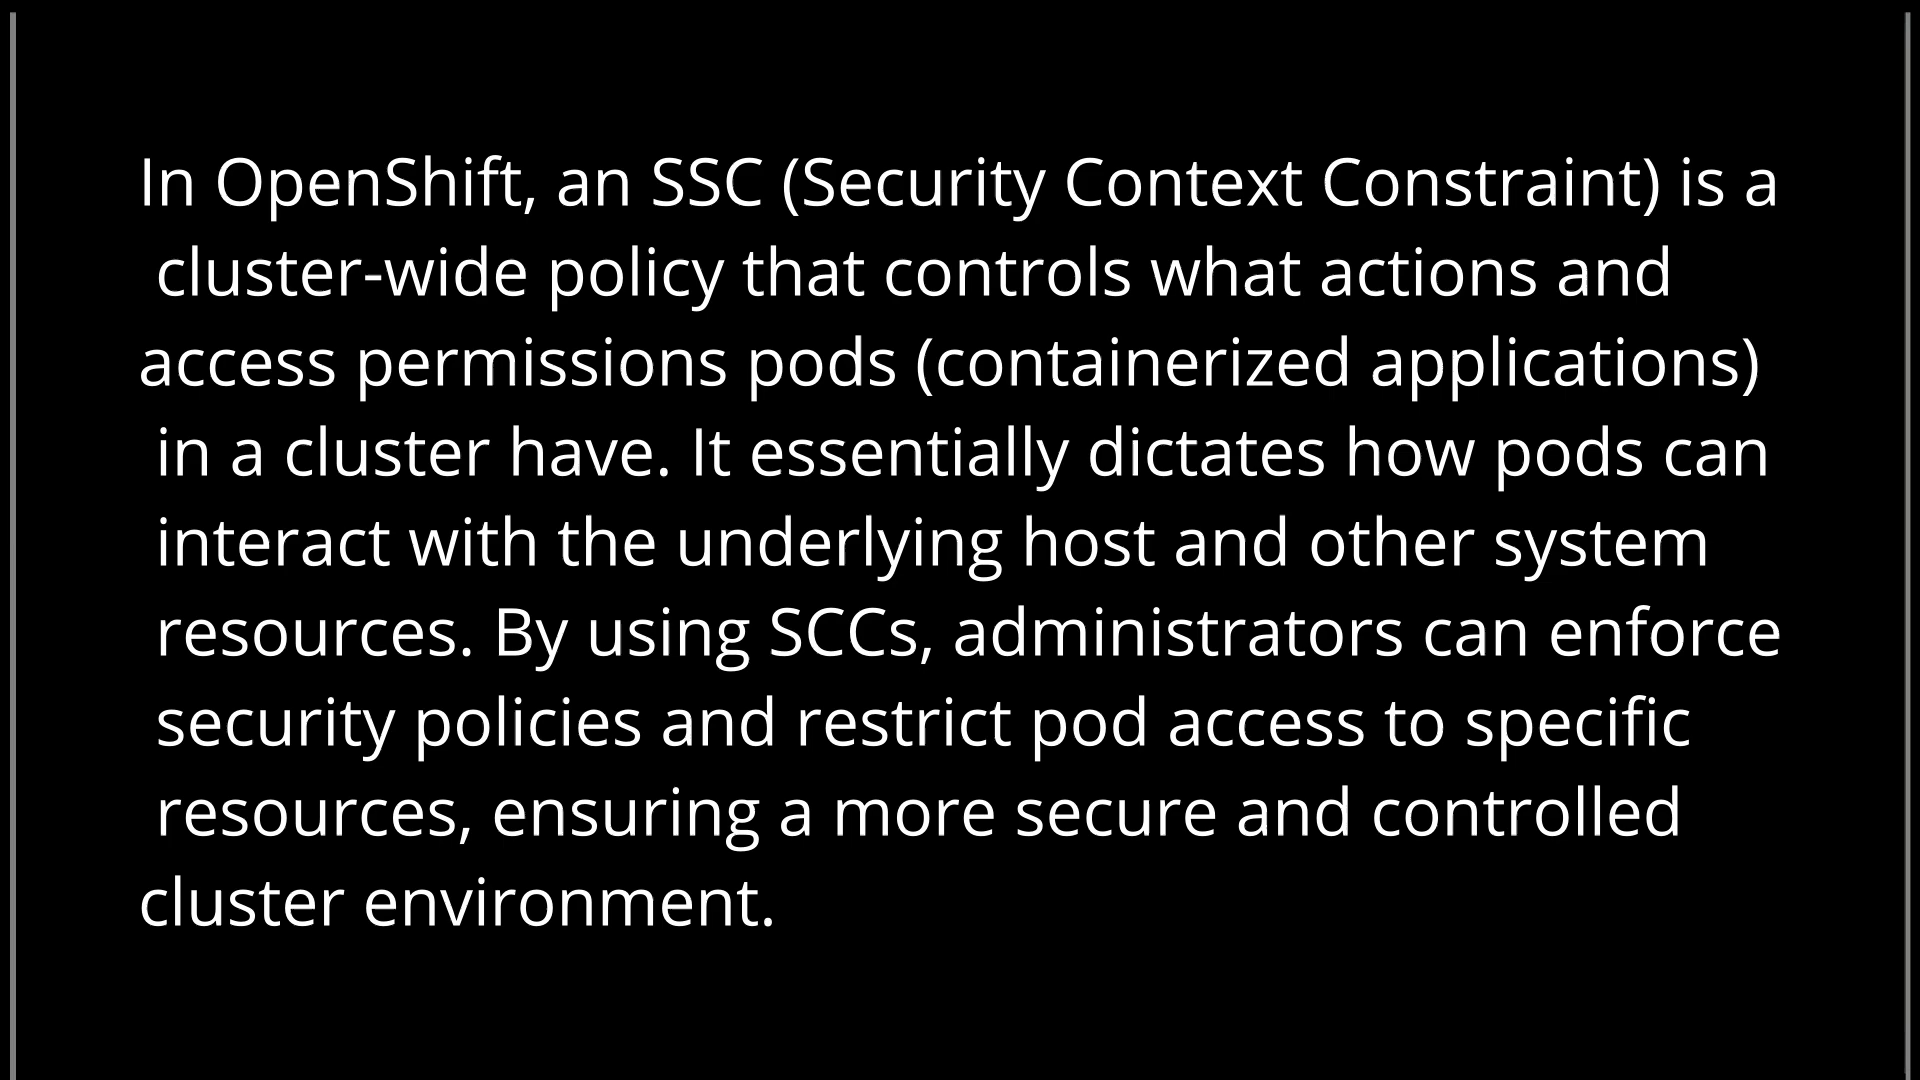 In OpenShift, an SSC (Security Context Constraint) is a
cluster-wide policy that controls what actions and
access permissions pods (containerized applications)
in a cluster have. It essentially dictates how pods can
interact with the underlying host and other system
resources. By using SCCs, administrators can enforce
security policies and restrict pod access to specific
resources, ensuring a more secure and controlled
cluster environment.